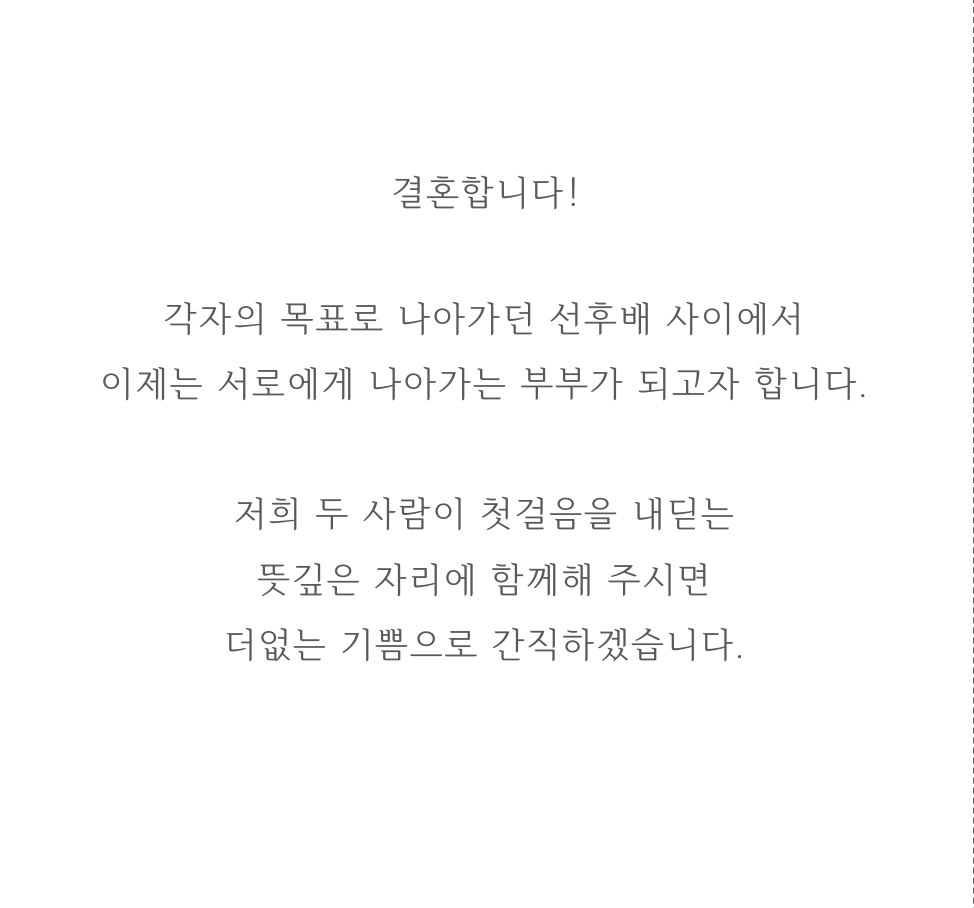 결혼합니다!
각자의 목표로 나아가던 선후배 사이에서
이제는 서로에게 나아가는 부부가 되고자 합니다.
저희 두 사람이 첫걸음을 내딛는
뜻깊은 자리에 함께해 주시면
더없는 기쁨으로 간직하겠습니다.